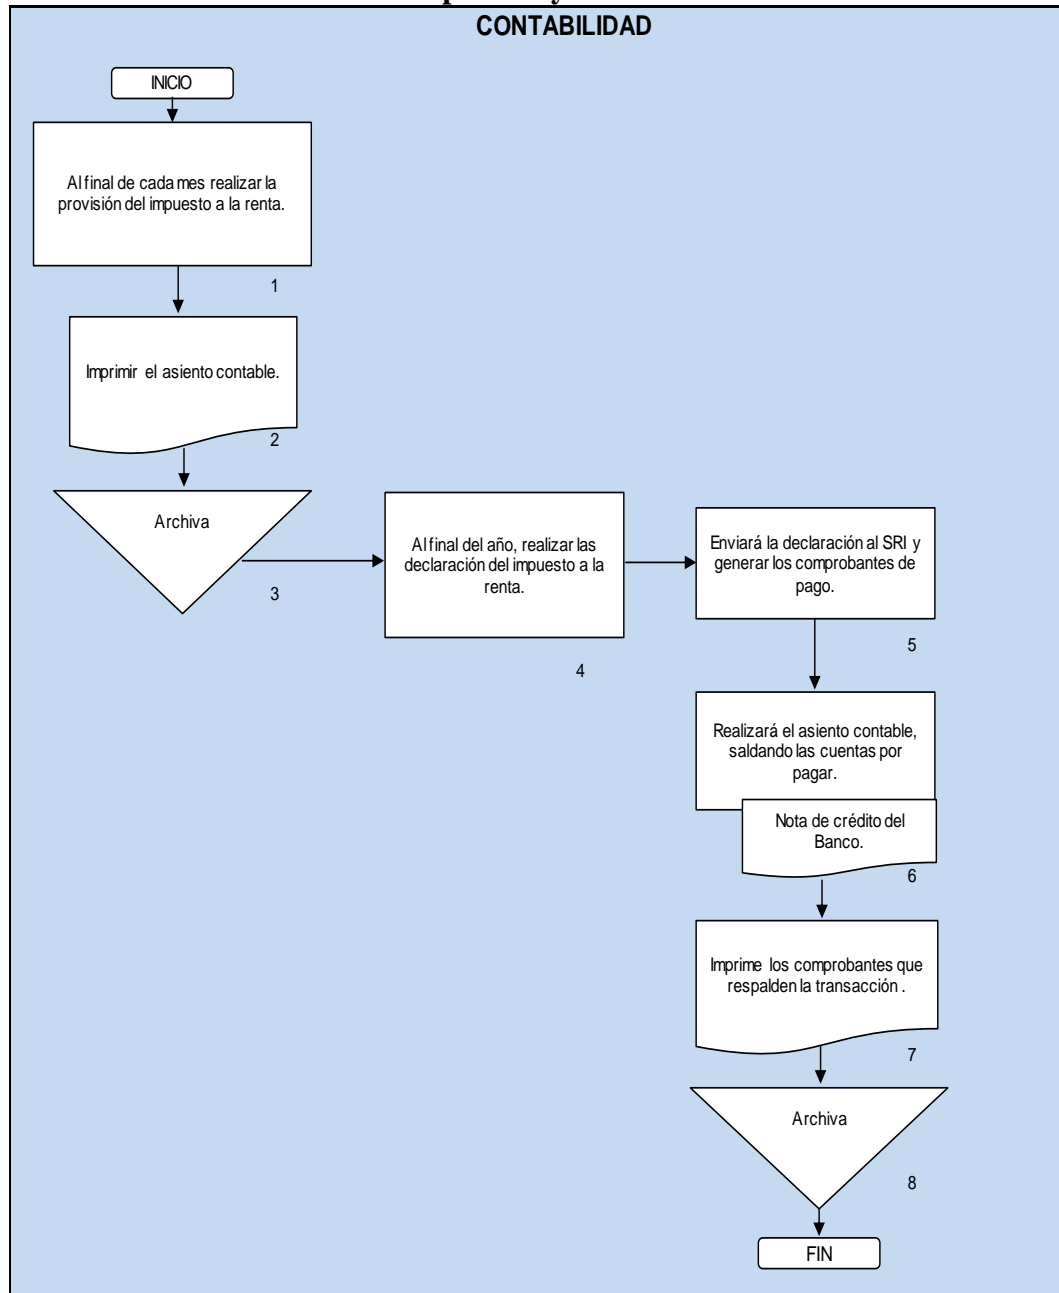 CONTABILIDAD
INICIO
Al final de cada mes realizar la
provisión del impuesto a la renta.
1
Imprimir el asiento contable.
2
Archiva
3
Al final del año, realizar las
declaración del impuesto a la
renta.
4
Enviará la declaración al SRI y
generar los comprobantes de
pago.
5
Realizará el asiento contable,
saldando las cuentas por
pagar.
Nota de crédito del
Banco.
6
Imprime los comprobantes que
respalden la transacción .
7
Archiva
8
FIN